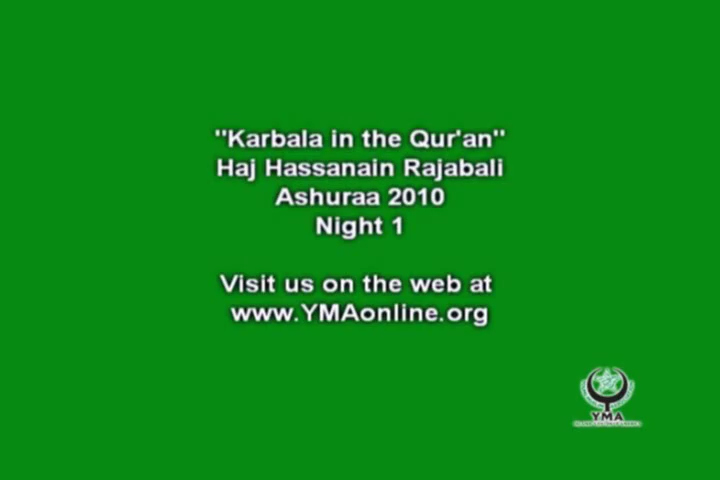 "Karbala in the Qur'an"
Haj Hassanain Rajabali
Ashuraa 2010
Night 1
Visit us on the web at
www.YMAonline.org
YMA